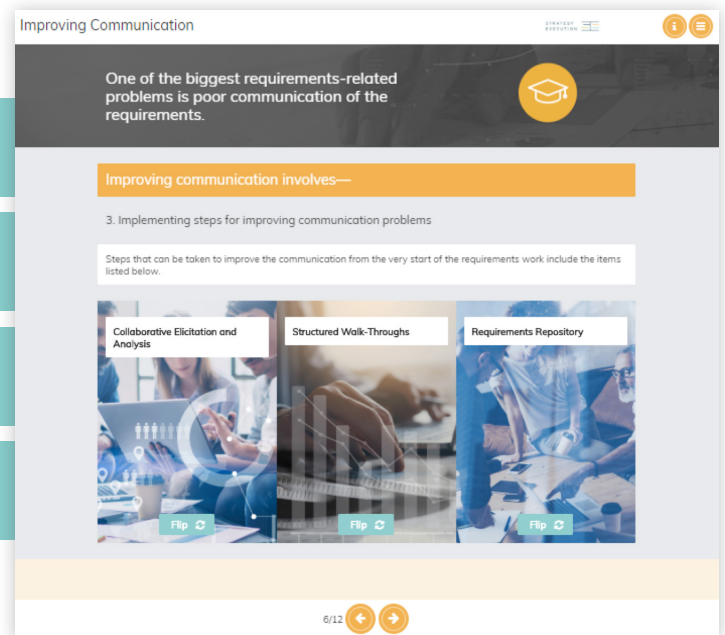 Improving Communication
STRATEGY
EXECUTION
One of the biggest requirements-related
problems is poor communication of the
requirements.
Improving communication involves—
3. Implementing steps for improving communication problems
Steps that can be taken to improve the communication from the very start of the requirements work include the items
listed below.
Collaborative Elicitation and
Analysis
Structured Walk-Throughs
Requirements Repository
Flip
Flip
Flip
6/12